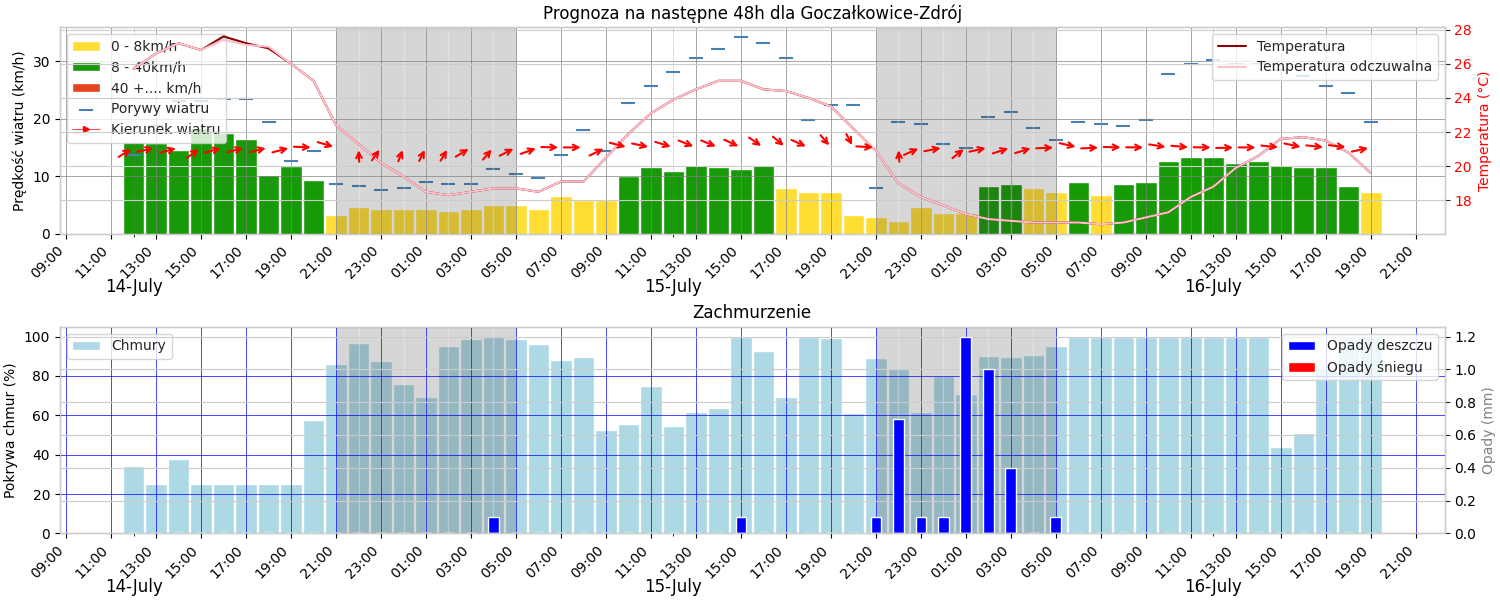 Prognoza na następne 48h dla Goczałkowice-Zdrój
Prędkość wiatru (km/h)
30
20
10
0
0 - 8km/h
8 - 40km/h
40 +.... km/h
Porywy wiatru
Kierunek wiatru
Temperatura
Temperatura odczuwalna
28
26
24
22
20
18
Temperatura (°C)
09:00 11:00 13:00 15:00 17:00 19:00 21:00 23:00 01:00 03:00 05:00 07:00 09:00 11:00 13:00 15:00 17:00 19:00 21:00 23:00 01:00 03:00 05:00 07:00 09:00 11:00 13:00 15:00 17:00 19:00 21:00
14-July 15-July 16-July
Zachmurzenie
Pokrywa chmur (%)
100
80
60
40
20
0
Chmury
Opady deszczu
Opady śniegu
1.2
1.0
0.8
0.6
0.4
0.2
0.0
Opady (mm)
09:00 11:00 13:00 15:00 17:00 19:00 21:00 23:00 01:00 03:00 05:00 07:00 09:00 11:00 13:00 15:00 17:00 19:00 21:00 23:00 01:00 03:00 05:00 07:00 09:00 11:00 13:00 15:00 17:00 19:00 21:00
14-July 15-July 16-July